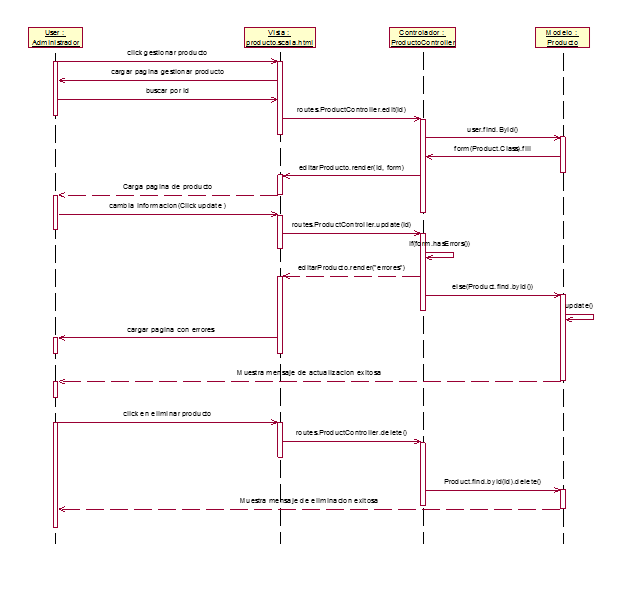 User :
Administrador
Vista :
producto.scala.html
Controlador :
ProductoController
Modelo :
Producto
click gestionar producto
cargar pagina gestionar producto
buscar por id
routes.ProductController.edit(id)
user.find.ById()
form(Product.Class).fill
editarProducto.render(id, form)
Carga pagina de producto
cambia informacion(Click update )
routes.ProductController.update(id)
if(form.hasErrors())
editarProducto.render("errores")
else(Product.find.byId())
update()
cargar pagina con errores
Muestra mensaje de actualizacion exitosa
click en eliminar producto
routes.ProductController.delete()
Product.find.byId(id).delete()
Muestra mensaje de eliminacion exitosa